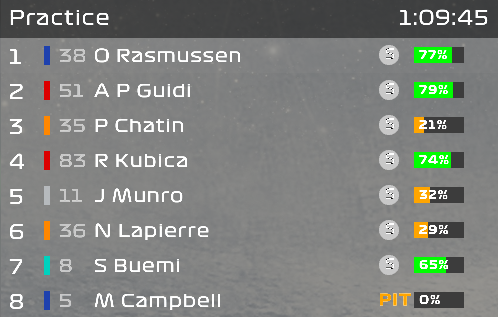 Practice 1:09:45
1 38 O Rasmussen 77%
2 51 A P Guidi 79%
3 35 P Chatin 21%
4 83 R Kubica 74%
5 11 J Munro 32%
6 36 N Lapierre 29%
7 8 S Buemi 65%
8 5 M Campbell PIT 0%